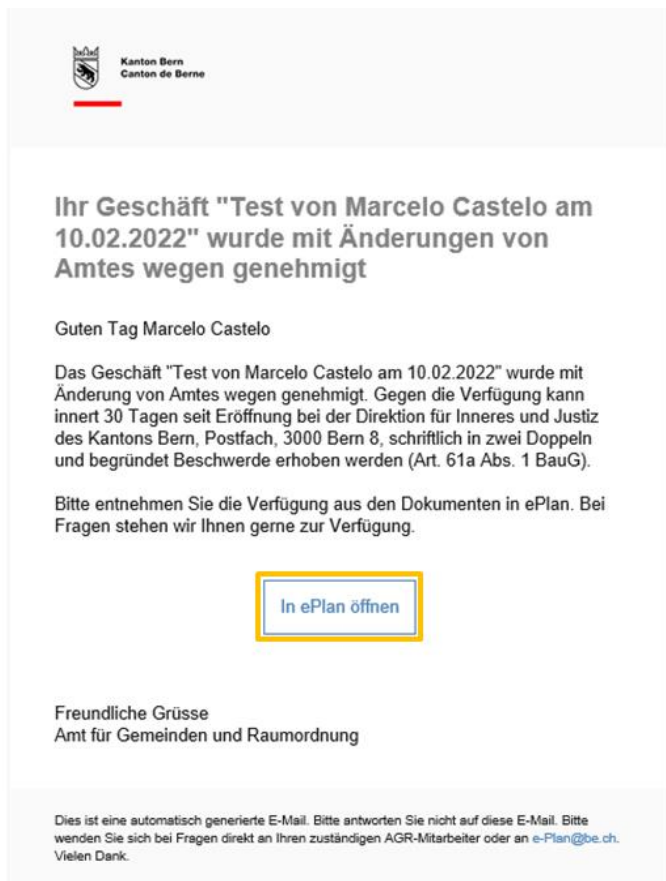 Kanton Bern
Canton de Berne
Ihr Geschäft "Test von Marcelo Castelo am
10.02.2022" wurde mit Änderungen von
Amtes wegen genehmigt
Guten Tag Marcelo Castelo
Das Geschäft "Test von Marcelo Castelo am 10.02.2022" wurde mit
Änderung von Amtes wegen genehmigt. Gegen die Verfügung kann
innert 30 Tagen seit Eröffnung bei der Direktion für Inneres und Justiz
des Kantons Bern, Postfach, 3000 Bern 8, schriftlich in zwei Doppeln
und begründet Beschwerde erhoben werden (Art. 61a Abs. 1 BauG).
Bitte entnehmen Sie die Verfügung aus den Dokumenten in ePlan. Bei
Fragen stehen wir Ihnen gerne zur Verfügung.
In ePlan öffnen
Freundliche Grüsse
Amt für Gemeinden und Raumordnung
Dies ist eine automatisch generierte E-Mail. Bitte antworten Sie nicht auf diese E-Mail. Bitte
wenden Sie sich bei Fragen direkt an Ihren zuständigen AGR-Mitarbeiter oder an e-Plan@be.ch.
Vielen Dank.